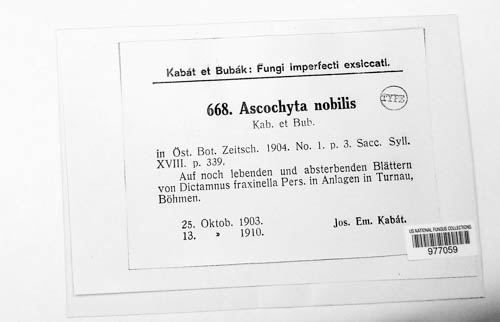 Kabát et Bubák: Fungi imperfecti exsiccati.
668. Ascochyta nobilis
TYPE
Kab. et Bub.
in Öst. Bot. Zeitsch. 1904. No. 1. p. 3. Sacc. Syll.
XVIII. p. 339.
Auf noch lebenden und absterbenden Blättern
von Dictamnus fraxinella Pers. in Anlagen in Turnau,
Böhmen.
25. Oktob. 1903.
13. » 1910.
Jos. Em. Kabát.
US NATIONAL FUNGUS COLLECTIONS
977059